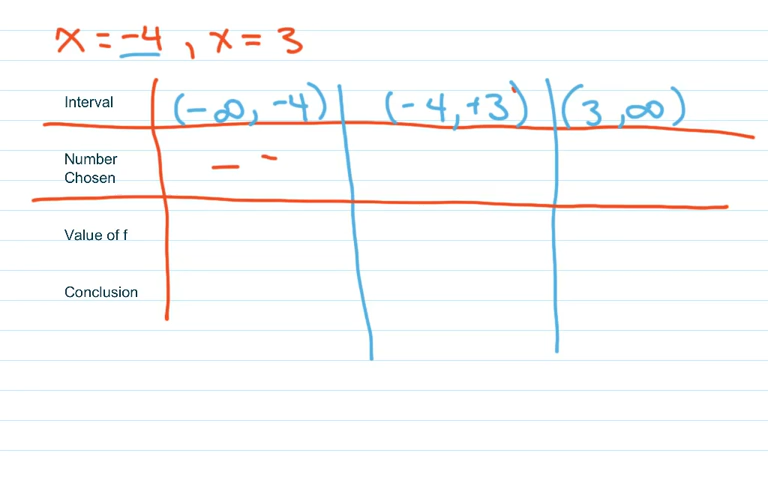 x = -4 , x = 3
Interval (-∞, -4) (-4, +3) (3, ∞)
Number
Chosen -
Value of f
Conclusion